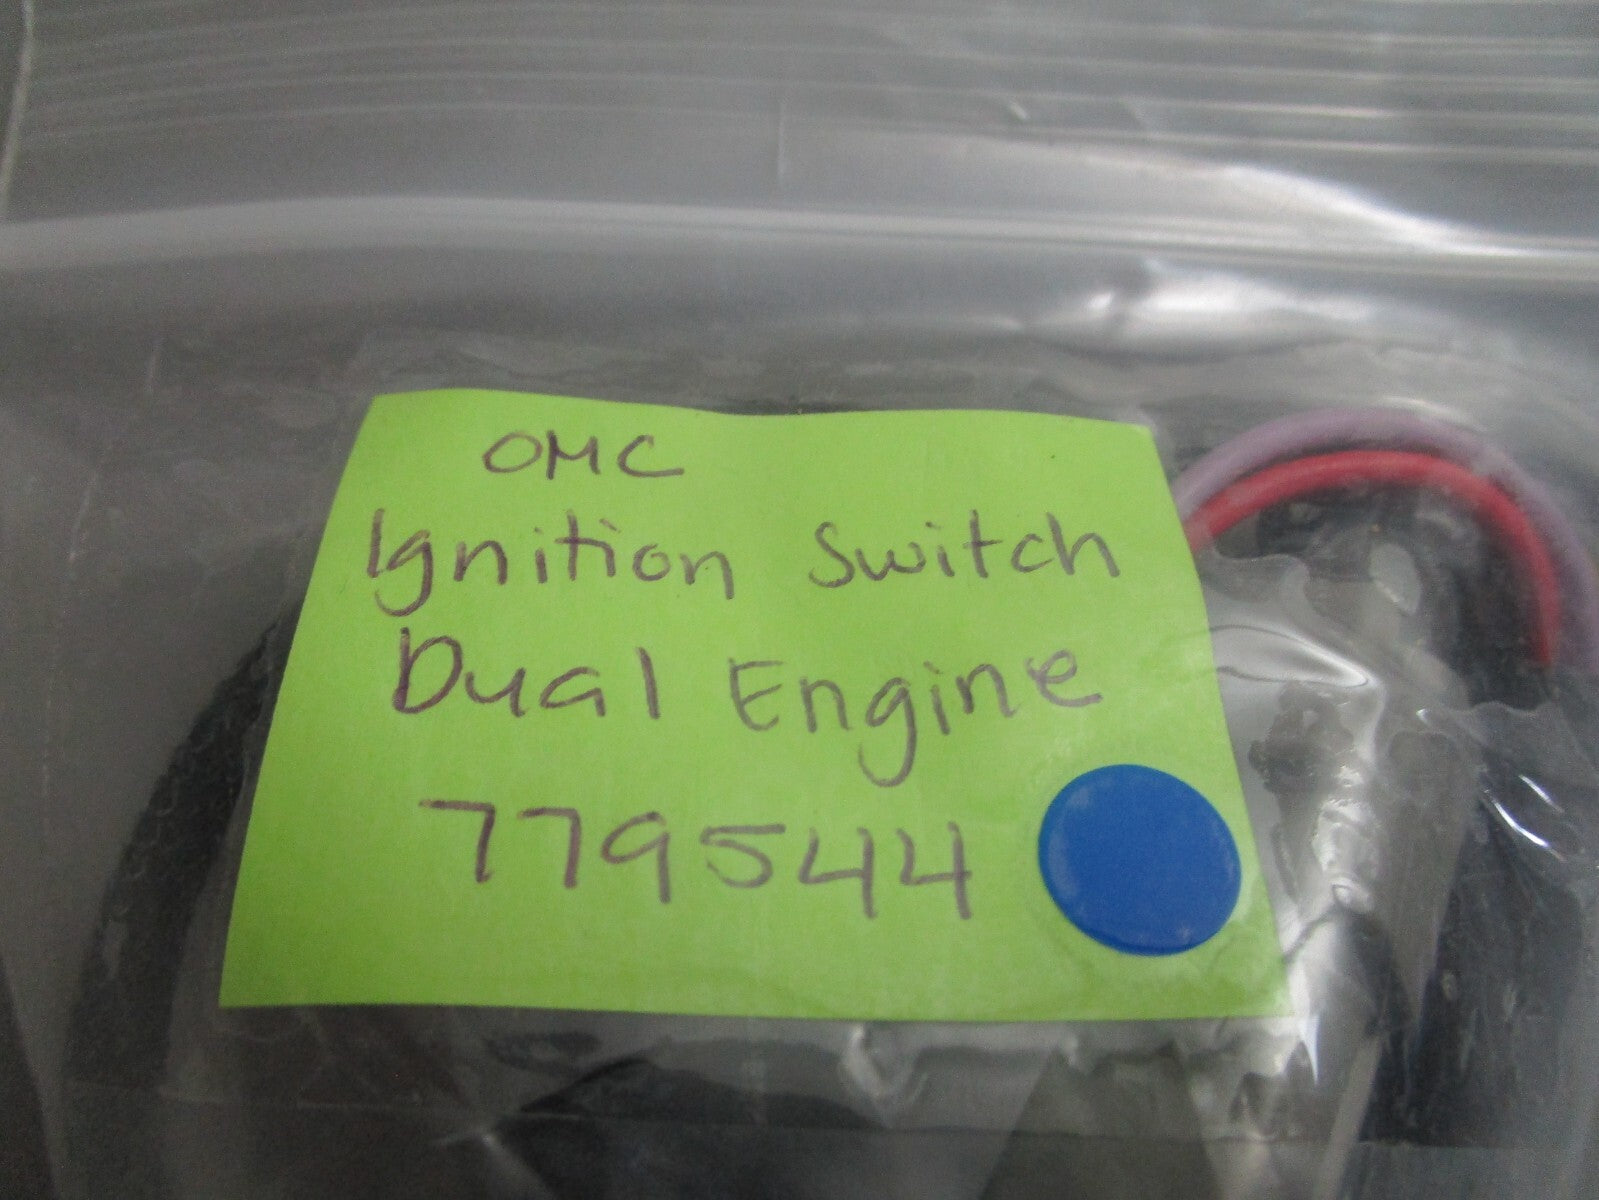 OMC
Ignition Switch
Dual Engine
779544